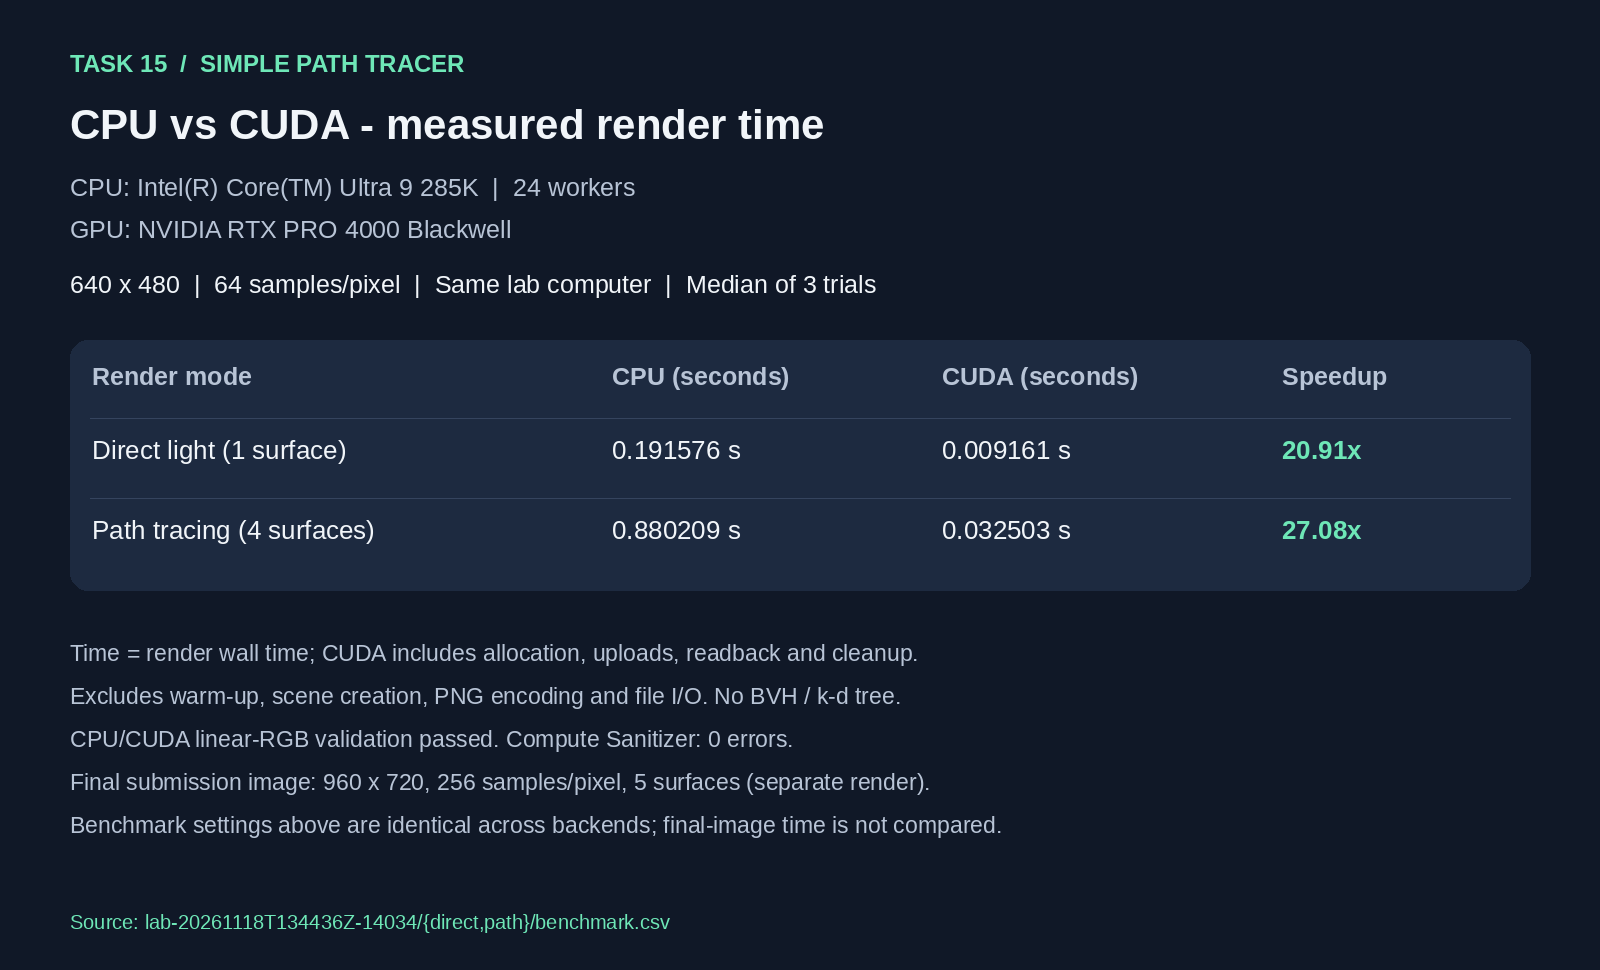 TASK 15 / SIMPLE PATH TRACER
CPU vs CUDA - measured render time
CPU: Intel(R) Core(TM) Ultra 9 285K | 24 workers
GPU: NVIDIA RTX PRO 4000 Blackwell
640 x 480 | 64 samples/pixel | Same lab computer | Median of 3 trials
Render mode CPU (seconds) CUDA (seconds) Speedup
Direct light (1 surface) 0.191576 s 0.009161 s 20.91x
Path tracing (4 surfaces) 0.880209 s 0.032503 s 27.08x
Time = render wall time; CUDA includes allocation, uploads, readback and cleanup.
Excludes warm-up, scene creation, PNG encoding and file I/O. No BVH / k-d tree.
CPU/CUDA linear-RGB validation passed. Compute Sanitizer: 0 errors.
Final submission image: 960 x 720, 256 samples/pixel, 5 surfaces (separate render).
Benchmark settings above are identical across backends; final-image time is not compared.
Source: lab-20261118T134436Z-14034/{direct,path}/benchmark.csv